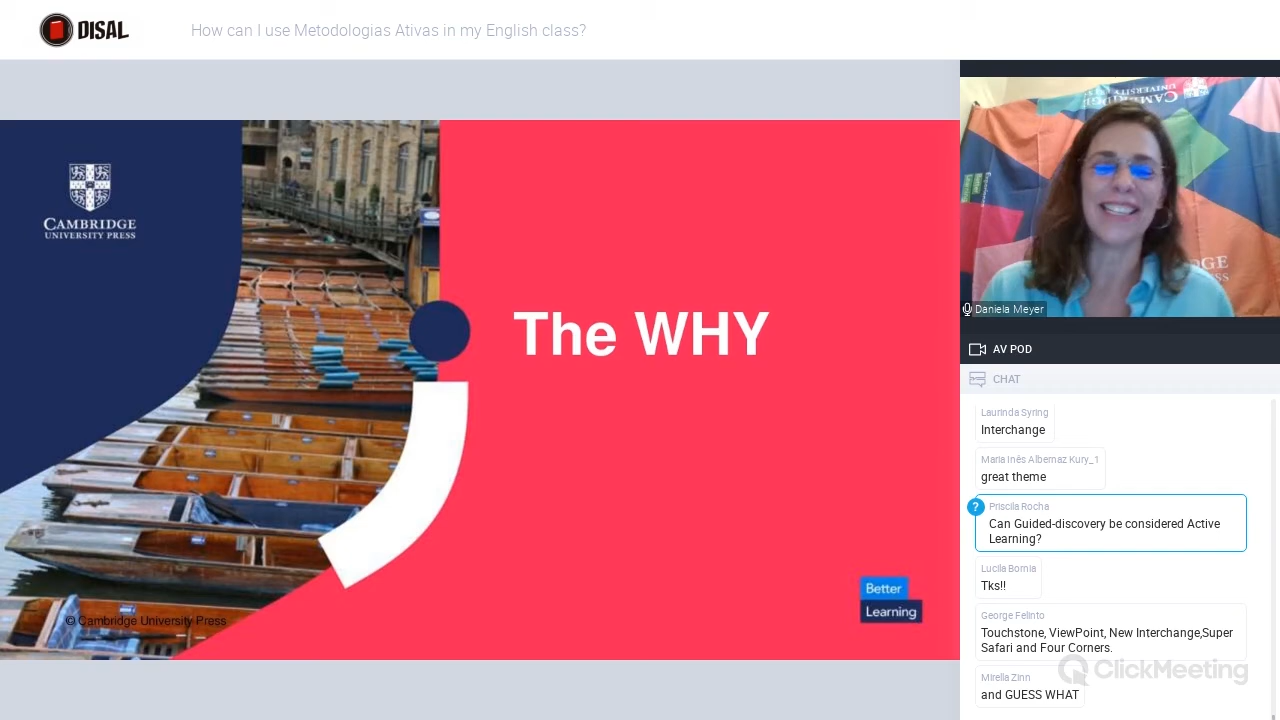 DISAL
How can I use Metodologias Ativas in my English class?
CAMBRIDGE
UNIVERSITY PRESS
The WHY
Better
Learning
© Cambridge University Press
CAMBRIDGE
UNIVERSITY
Daniela Meyer
AV POD
CHAT
Laurinda Syring
Interchange
Maria Inês Albernaz Kury_1
great theme
?
Priscila Rocha
Can Guided-discovery be considered Active
Learning?
Lucila Bornia
Tks!!
George Felinto
Touchstone, ViewPoint, New Interchange,Super
Safari and Four Corners.
Mirella Zinn
and GUESS WHAT
ClickMeeting